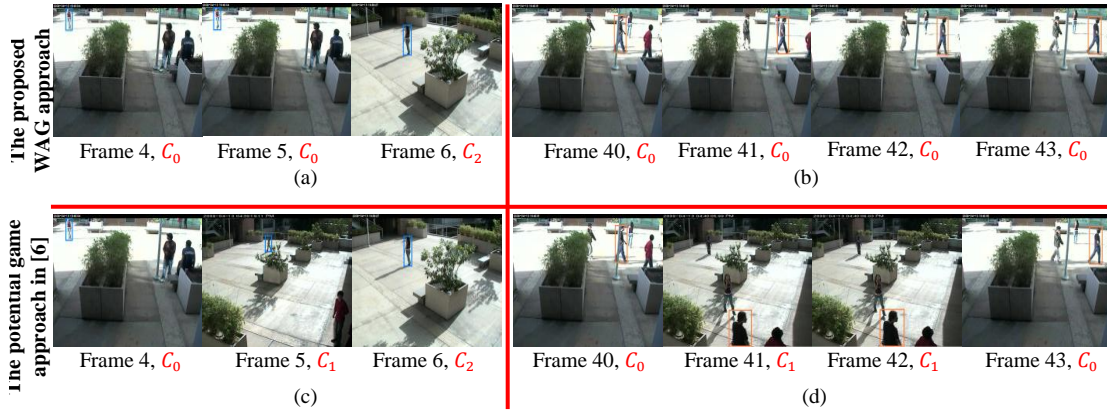 The proposed
WAG approach
Frame 4, C₀
Frame 5, C₀
Frame 6, C₂
(a)
Frame 40, C₀
Frame 41, C₀
Frame 42, C₀
Frame 43, C₀
(b)
The potential game
approach in [6]
Frame 4, C₀
Frame 5, C₁
Frame 6, C₂
(c)
Frame 40, C₀
Frame 41, C₁
Frame 42, C₁
Frame 43, C₀
(d)